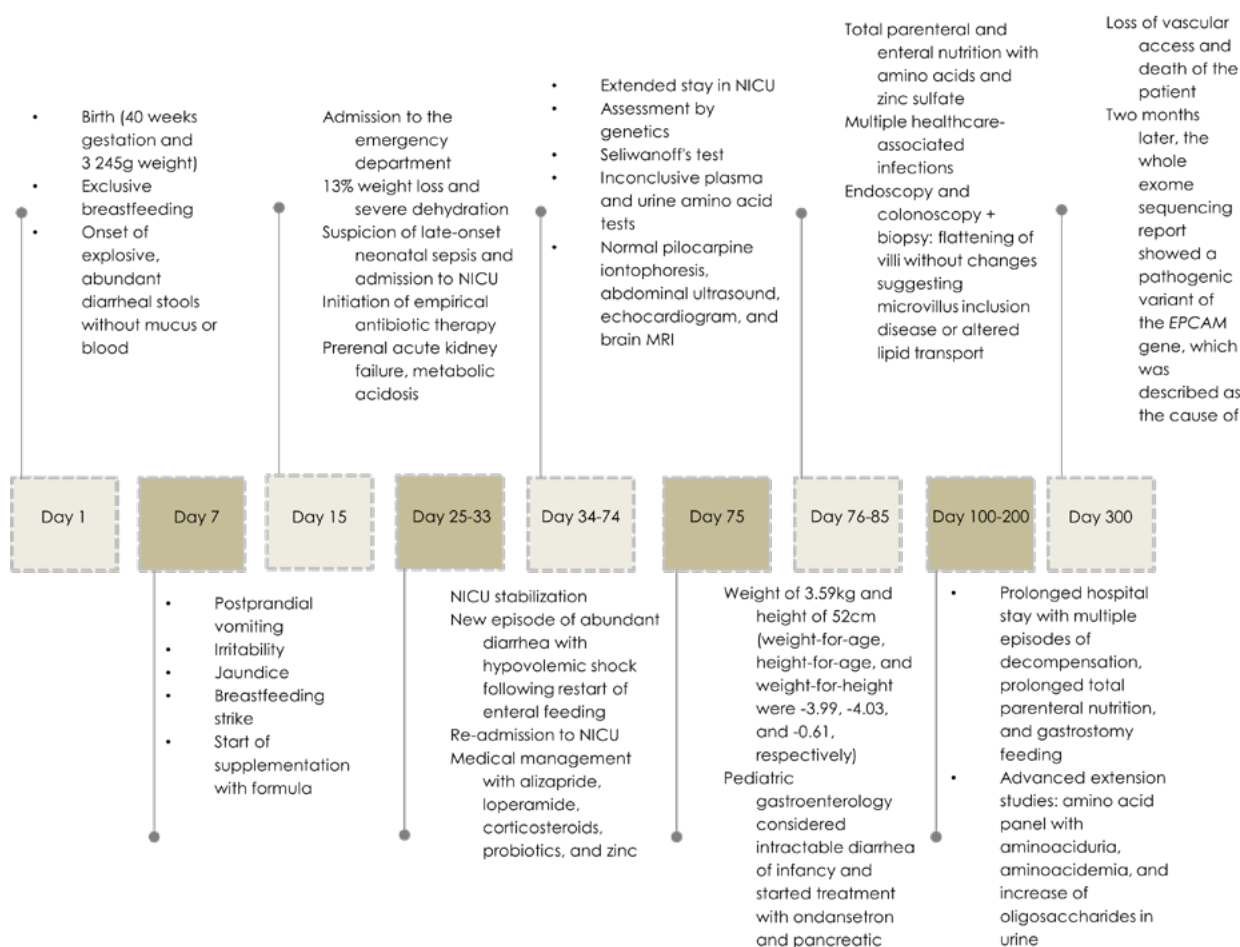 • Birth (40 weeks
gestation and
3 245g weight)
• Exclusive
breastfeeding
• Onset of
explosive,
abundant
diarrheal stools
without mucus or
blood
Admission to the
emergency
department
13% weight loss and
severe dehydration
Suspicion of late-onset
neonatal sepsis and
admission to NICU
Initiation of empirical
antibiotic therapy
Prerenal acute kidney
failure, metabolic
acidosis
• Extended stay in NICU
• Assessment by
genetics
• Seliwanoff's test
• Inconclusive plasma
and urine amino acid
tests
• Normal pilocarpine
iontophoresis,
abdominal ultrasound,
echocardiogram, and
brain MRI
Total parenteral and
enteral nutrition with
amino acids and
zinc sulfate
Multiple healthcare-
associated
infections
Endoscopy and
colonoscopy +
biopsy: flattening of
villi without changes
suggesting
microvillus inclusion
disease or altered
lipid transport
Loss of vascular
access and
death of the
patient
Two months
later, the
whole
exome
sequencing
report
showed a
pathogenic
variant of
the EPCAM
gene, which
was
described as
the cause of
Day 1
Day 7
Day 15
Day 25-33
Day 34-74
Day 75
Day 76-85
Day 100-200
Day 300
• Postprandial
vomiting
• Irritability
• Jaundice
• Breastfeeding
strike
• Start of
supplementation
with formula
NICU stabilization
New episode of abundant
diarrhea with
hypovolemic shock
following restart of
enteral feeding
Re-admission to NICU
Medical management
with alizapride,
loperamide,
corticosteroids,
probiotics, and zinc
Weight of 3.59kg and
height of 52cm
(weight-for-age,
height-for-age, and
weight-for-height
were -3.99, -4.03,
and -0.61,
respectively)
Pediatric
gastroenterology
considered
intractable diarrhea
of infancy and
started treatment
with ondansetron
and pancreatic
• Prolonged hospital
stay with multiple
episodes of
decompensation,
prolonged total
parenteral nutrition,
and gastrostomy
feeding
• Advanced extension
studies: amino acid
panel with
aminoaciduria,
aminoacidemia, and
increase of
oligosaccharides in
urine